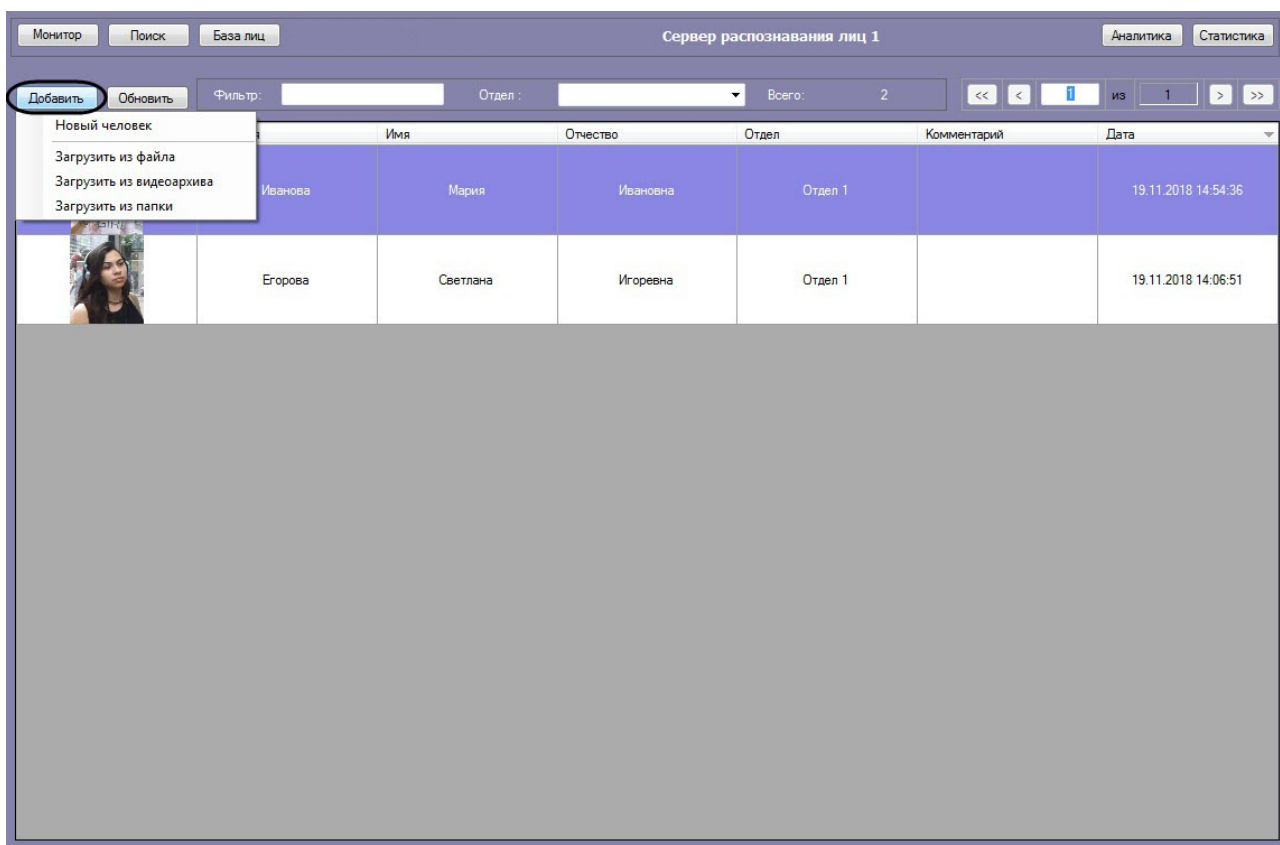 Монитор Поиск База лиц Сервер распознавания лиц 1 Аналитика Статистика
Добавить Обновить Фильтр: Отдел : Всего: 2 << < 1 из 1 > >>
Новый человек
Имя Отчество Отдел Комментарий Дата
Загрузить из файла
Загрузить из видеоархива
Иванова Мария Ивановна Отдел 1 19.11.2018 14:54:36
Загрузить из папки
Егорова Светлана Игоревна Отдел 1 19.11.2018 14:06:51